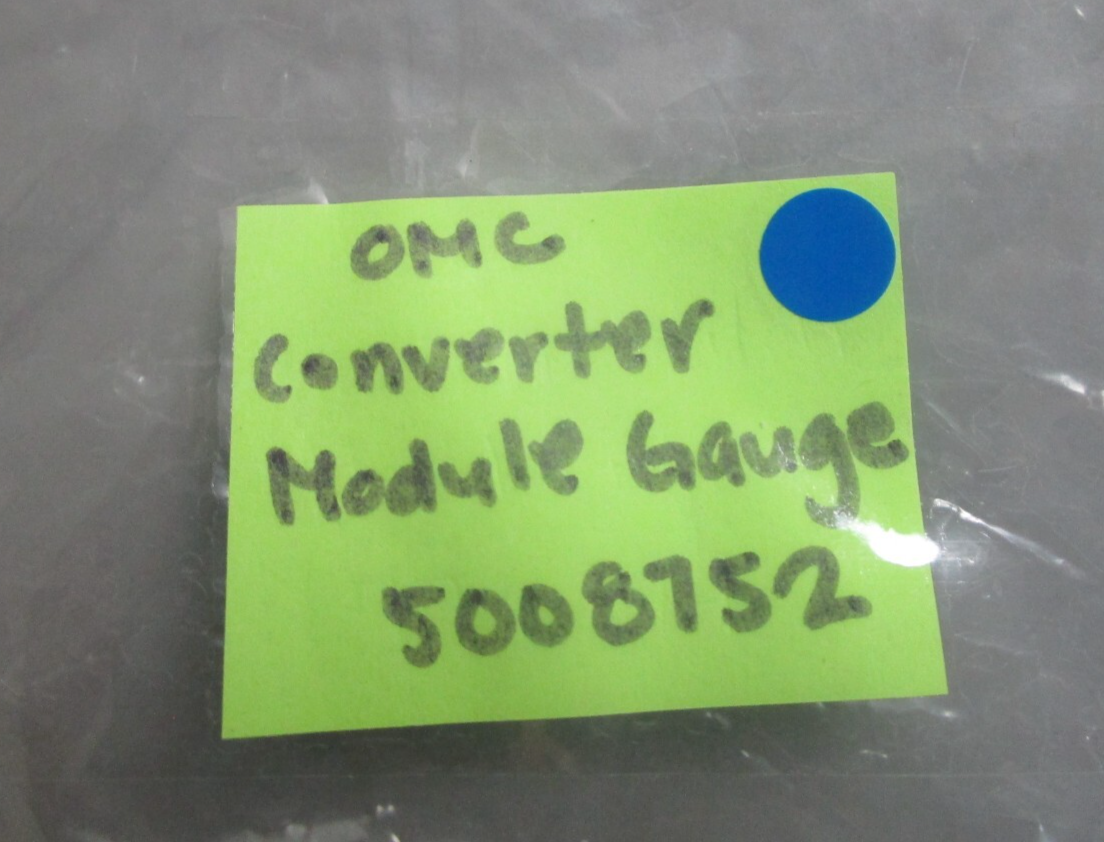 OMC
Converter
Module Gauge
5008752